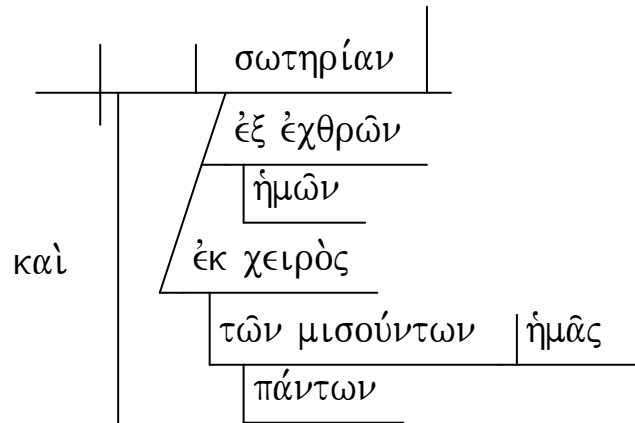 σωτηρίαν
ἐξ ἐχθρῶν
ἡμῶν
καὶ ἐκ χειρὸς
τῶν μισούντων ἡμᾶς
πάντων